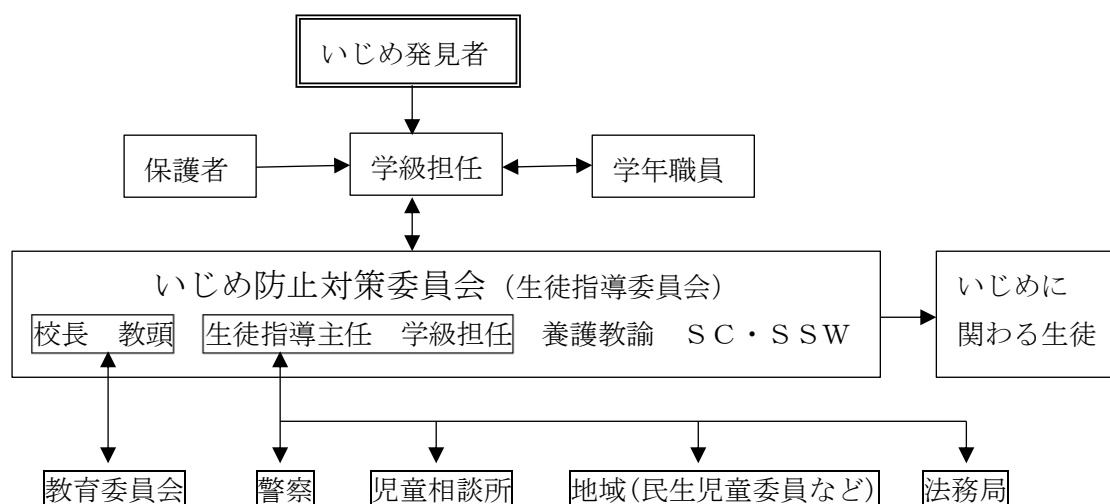 いじめ発見者
保護者 学級担任 学年職員
いじめ防止対策委員会（生徒指導委員会）
校長　教頭 生徒指導主任　学級担任 養護教諭 ＳＣ・ＳＳＷ
いじめに
関わる生徒
教育委員会 警察 児童相談所 地域(民生児童委員など) 法務局